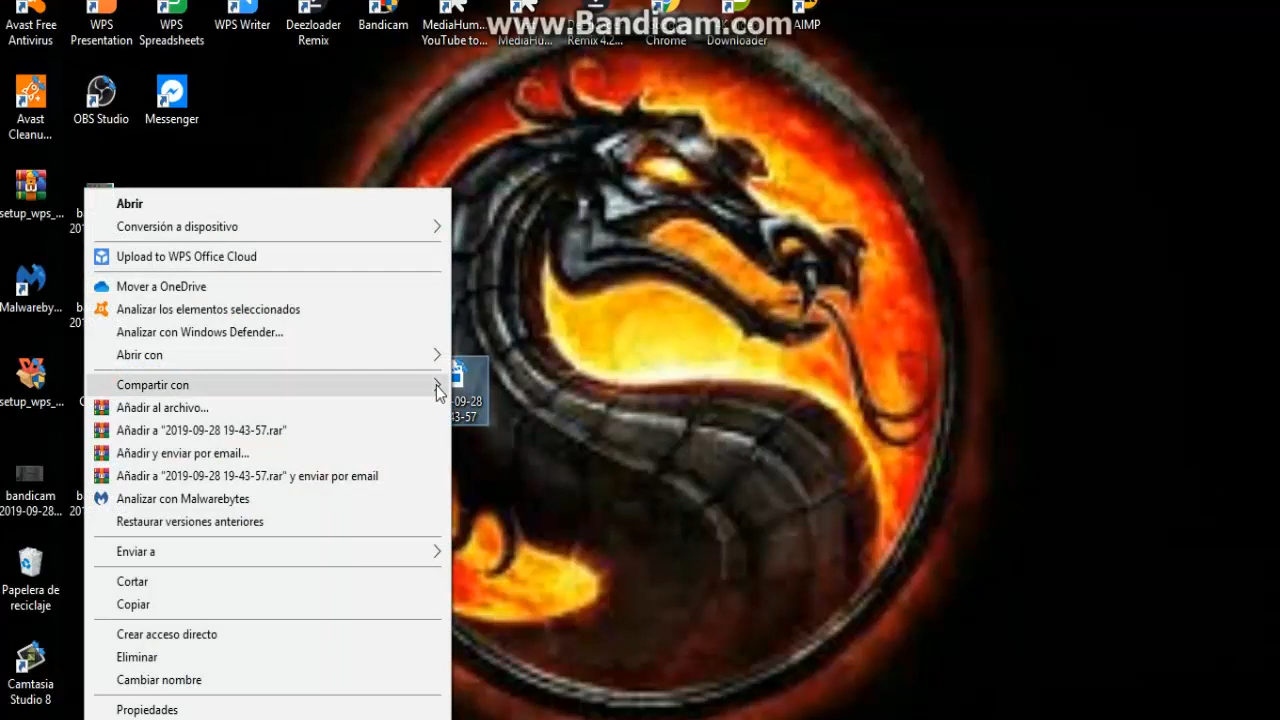 www.Bandicam.com
Avast Free
Antivirus
WPS
Presentation
WPS
Spreadsheets
WPS Writer
Deezloader
Remix
Bandicam
MediaHum...
YouTube to...
MediaHu...
Remix 4.2...
Chrome
Downloader
AIMP
Avast
Cleanu...
OBS Studio
Messenger
setup_wps_...
Malwareby...
setup_wps_...
bandicam
2019-09-28...
Papelera de
reciclaje
Camtasia
Studio 8
Abrir
Conversión a dispositivo
Upload to WPS Office Cloud
Mover a OneDrive
Analizar los elementos seleccionados
Analizar con Windows Defender...
Abrir con
Compartir con
Añadir al archivo...
Añadir a "2019-09-28 19-43-57.rar"
Añadir y enviar por email...
Añadir a "2019-09-28 19-43-57.rar" y enviar por email
Analizar con Malwarebytes
Restaurar versiones anteriores
Enviar a
Cortar
Copiar
Crear acceso directo
Eliminar
Cambiar nombre
Propiedades
-09-28
43-57